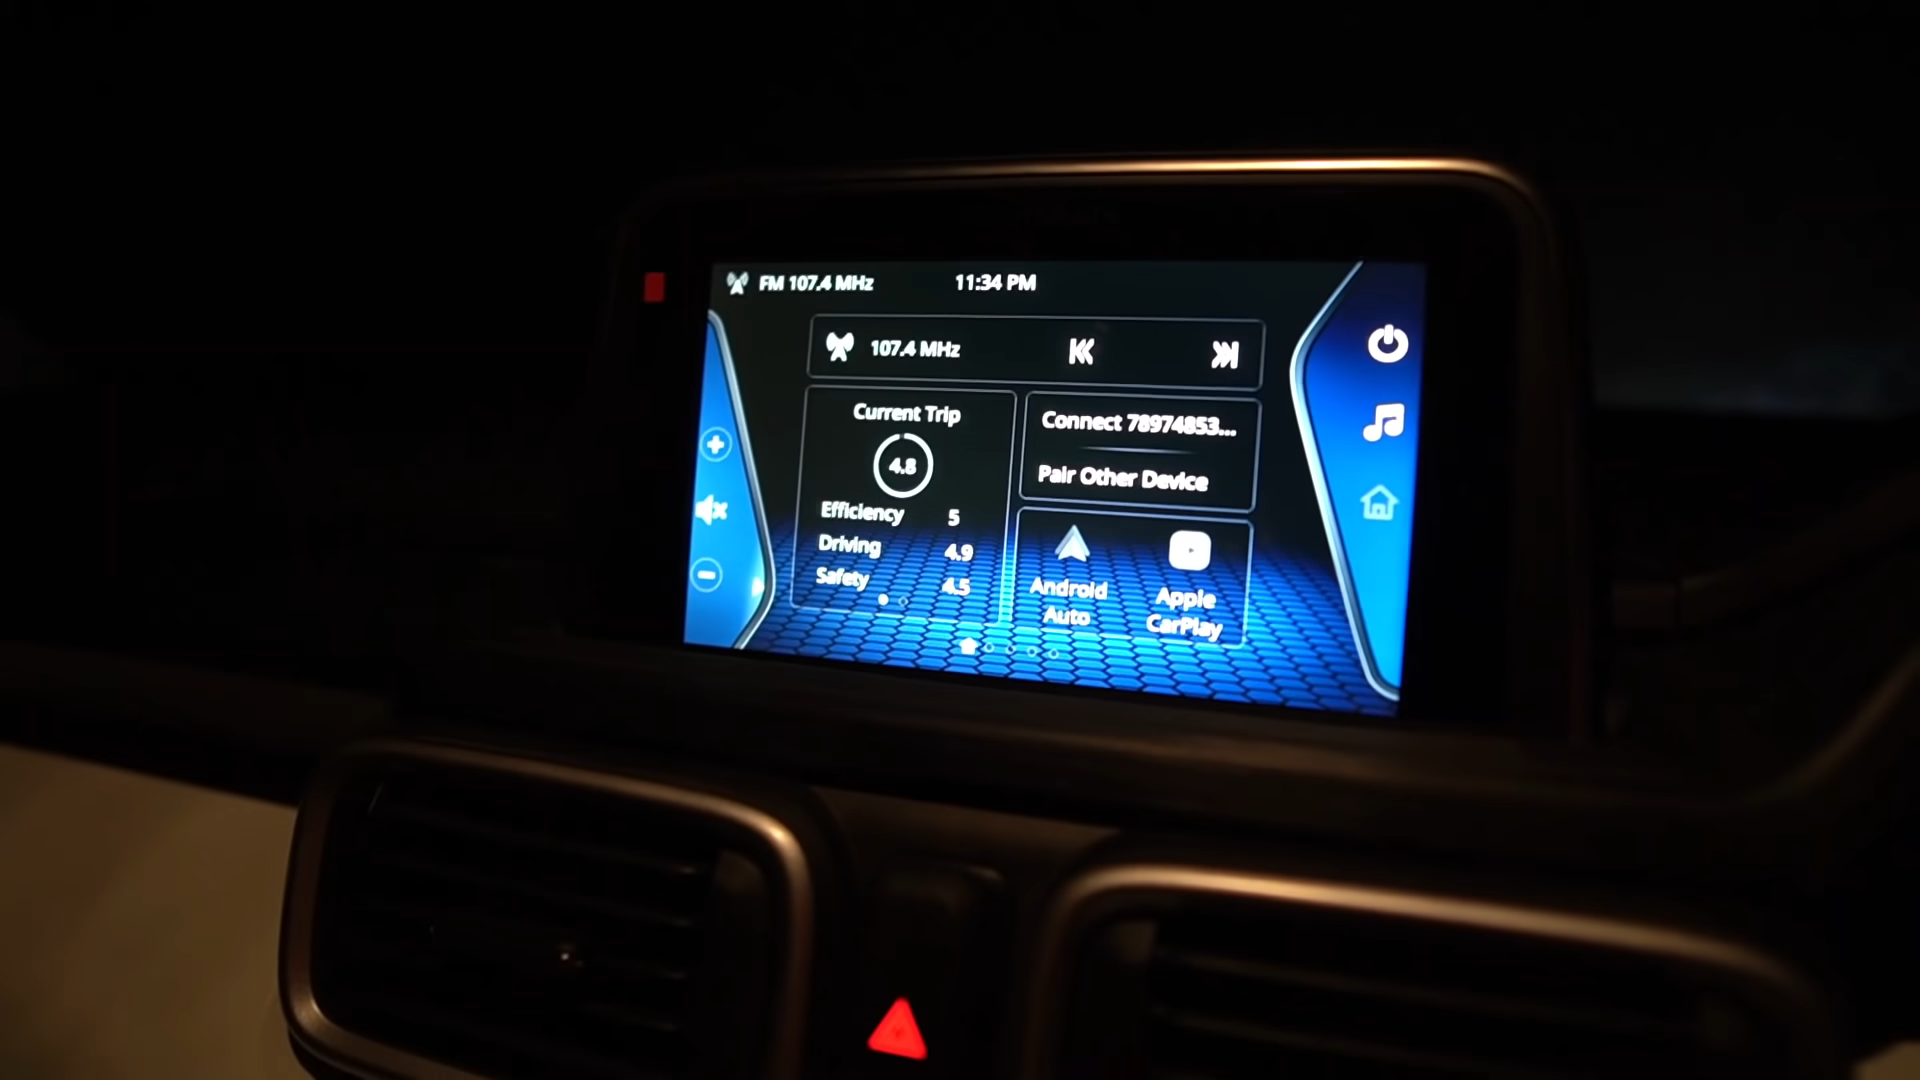 FM 107.4 MHz 11:34 PM
107.4 MHz
Current Trip
4.8
Efficiency 5
Driving 4.9
Safety 4.5
Connect 78974853...
Pair Other Device
Android
Auto
Apple
CarPlay